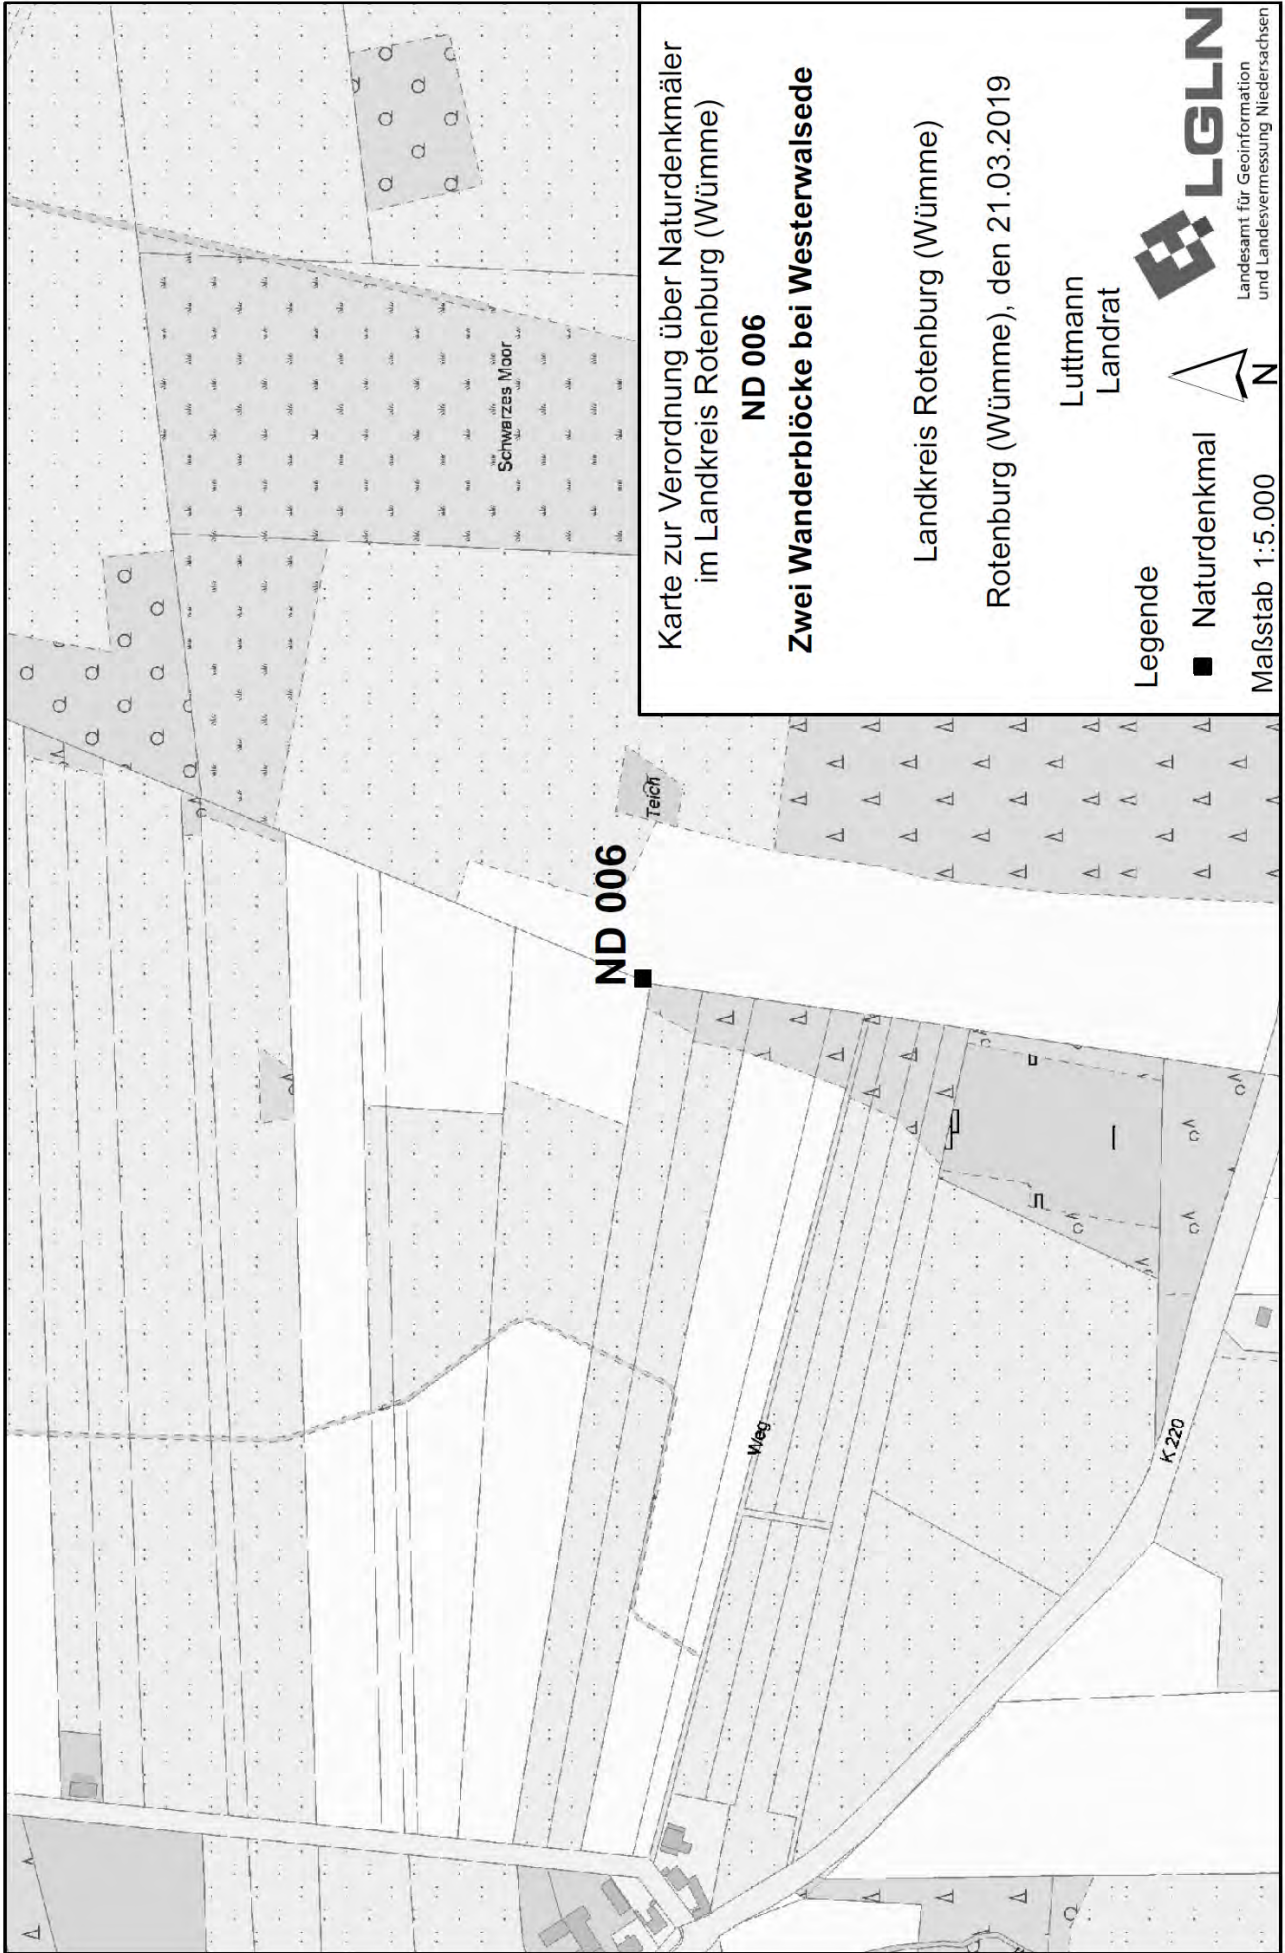 Karte zur Verordnung über Naturdenkmäler
im Landkreis Rotenburg (Wümme)
ND 006
Zwei Wanderblöcke bei Westerwalsede
Landkreis Rotenburg (Wümme)
Rotenburg (Wümme), den 21.03.2019
Luttmann
Landrat
Legende
Naturdenkmal
Maßstab 1:5.000
N
LGLN
Landesamt für Geoinformation
und Landesvermessung Niedersachsen
Schwarzes Moor
Teich
ND 006
Weg
K 220